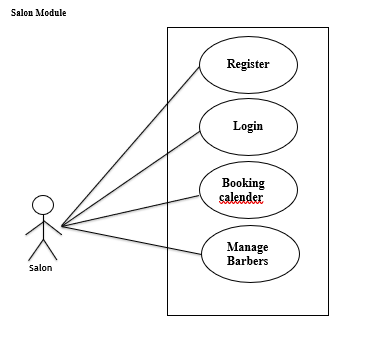 Salon Module
Register
Login
Booking
calender
Manage
Barbers
Salon